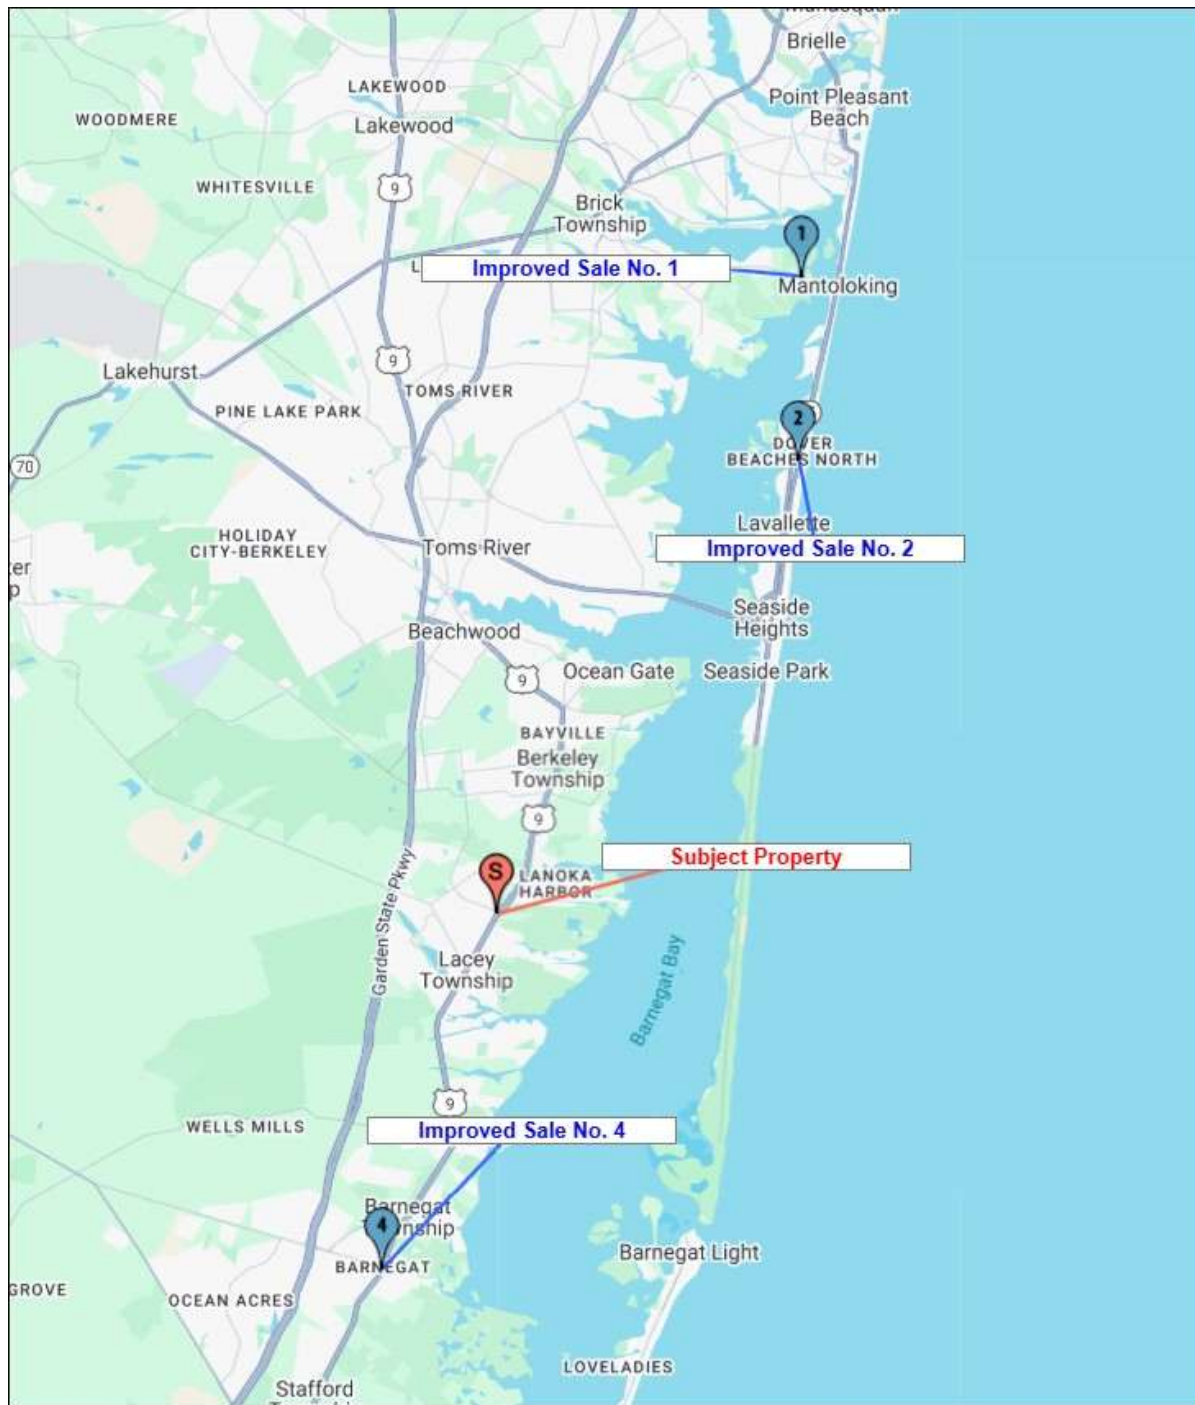 Brielle
Point Pleasant
Beach
LAKEWOOD
Lakewood
WOODMERE
WHITESVILLE
9
Brick
Township
1
Improved Sale No. 1
Mantoloking
9
Lakehurst
TOMS RIVER
PINE LAKE PARK
2
DOVER
BEACHES NORTH
70
Lavallette
HOLIDAY
CITY-BERKELEY
Toms River
Improved Sale No. 2
Seaside
Heights
Beachwood
9
Ocean Gate
Seaside Park
BAYVILLE
Berkeley
Township
9
Garden State Pkwy
Subject Property
S
LANOKA
HARBOR
Lacey
Township
Barnegat Bay
9
WELLS MILLS
Improved Sale No. 4
Barnegat
Township
4
BARNEGAT
Barnegat Light
GROVE
OCEAN ACRES
LOVELADIES
Stafford